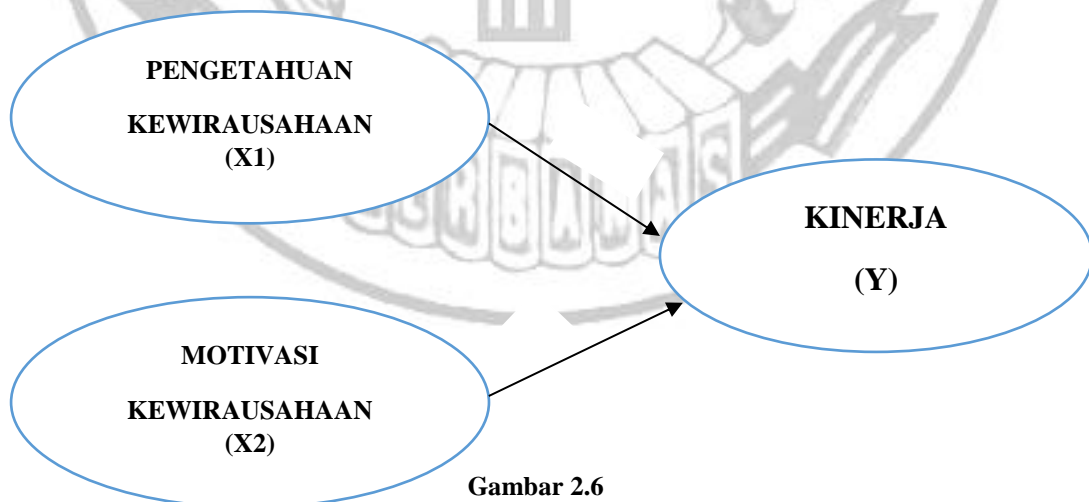 PENGETAHUAN
KEWIRAUSAHAAN
(X1)
KINERJA
(Y)
MOTIVASI
KEWIRAUSAHAAN
(X2)
Gambar 2.6